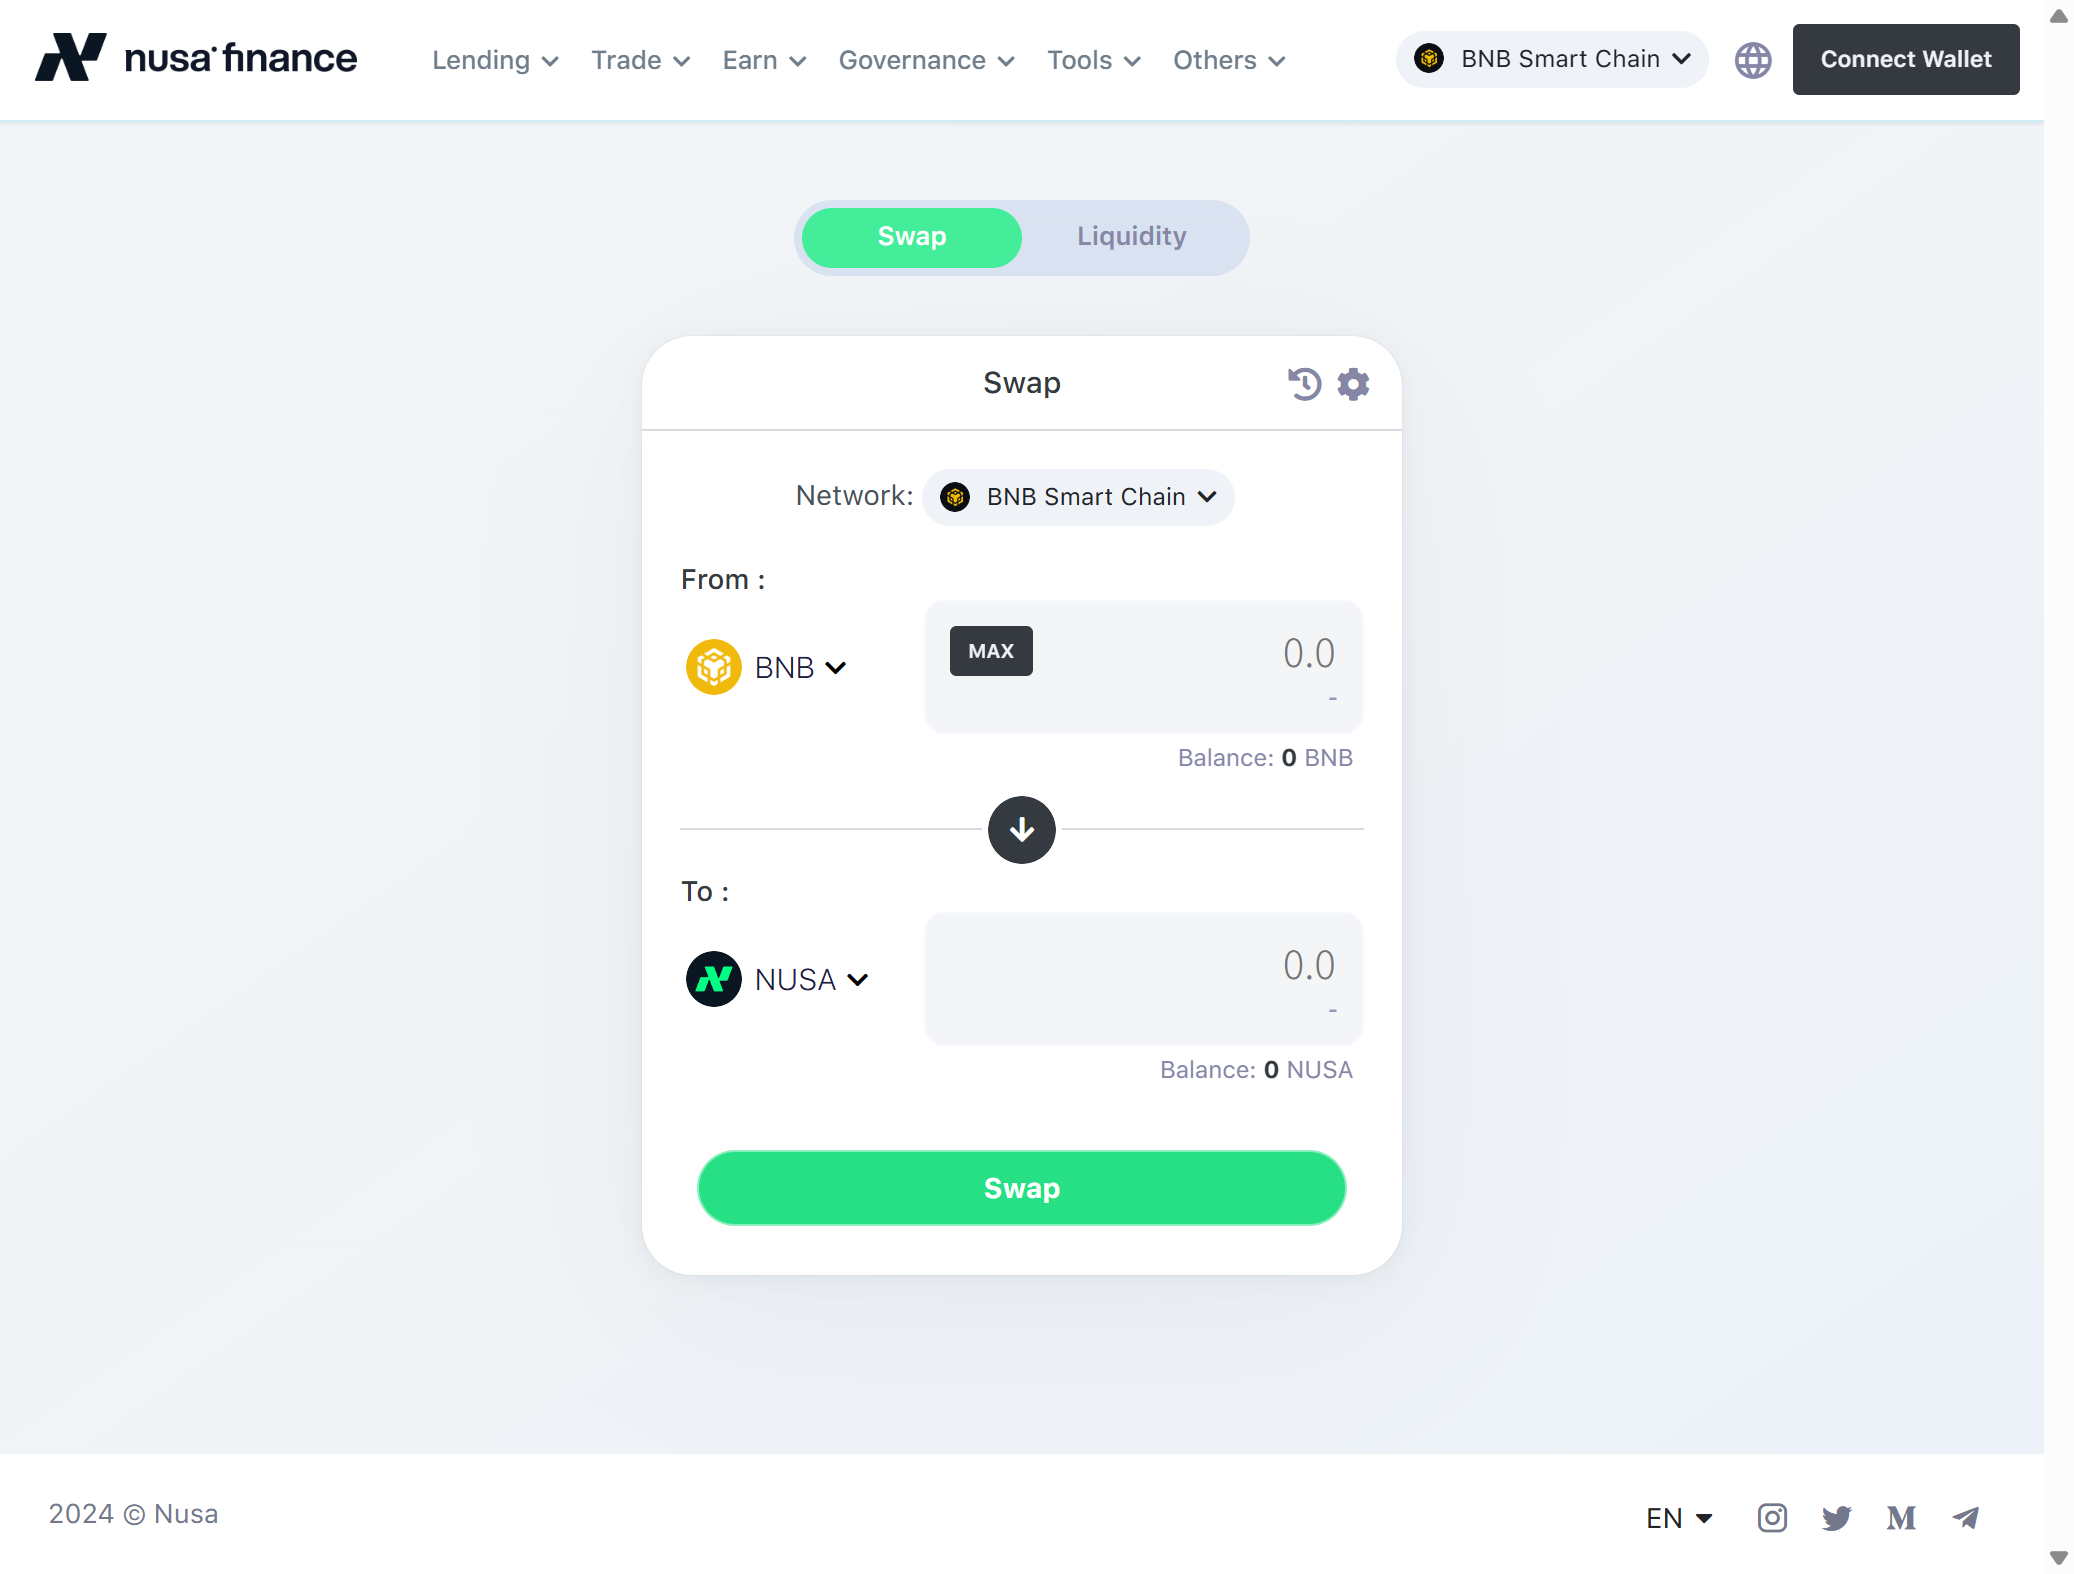 nusa finance
Lending Trade Earn Governance Tools Others
BNB Smart Chain
Connect Wallet
Swap Liquidity
Swap
Network: BNB Smart Chain
From :
BNB
MAX
0.0
-
Balance: 0 BNB
To :
NUSA
0.0
-
Balance: 0 NUSA
Swap
2024 © Nusa
EN